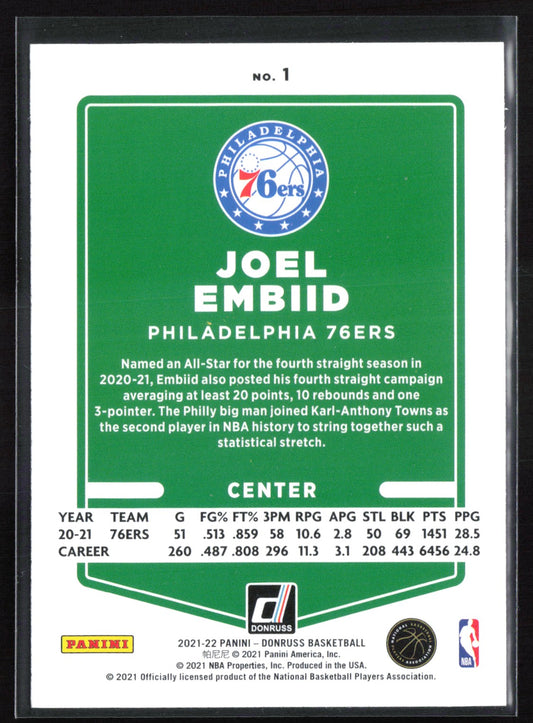 NO. 1
PHILADELPHIA
76ers
JOEL
EMBIID
PHILADELPHIA 76ERS
Named an All-Star for the fourth straight season in
2020-21, Embiid also posted his fourth straight campaign
averaging at least 20 points, 10 rebounds and one
3-pointer. The Philly big man joined Karl-Anthony Towns as
the second player in NBA history to string together such a
statistical stretch.
CENTER
YEAR TEAM G FG% FT% 3PM RPG APG STL BLK PTS PPG
20-21 76ERS 51 .513 .859 58 10.6 2.8 50 69 1451 28.5
CAREER 260 .487 .808 296 11.3 3.1 208 443 6456 24.8
DONRUSS
PANINI
2021-22 PANINI – DONRUSS BASKETBALL
帕尼尼 © 2021 Panini America, Inc.
© 2021 NBA Properties, Inc. Produced in the USA.
© 2021 Officially licensed product of the National Basketball Players Association.
NATIONAL BASKETBALL
PLAYERS ASSOCIATION
NBA